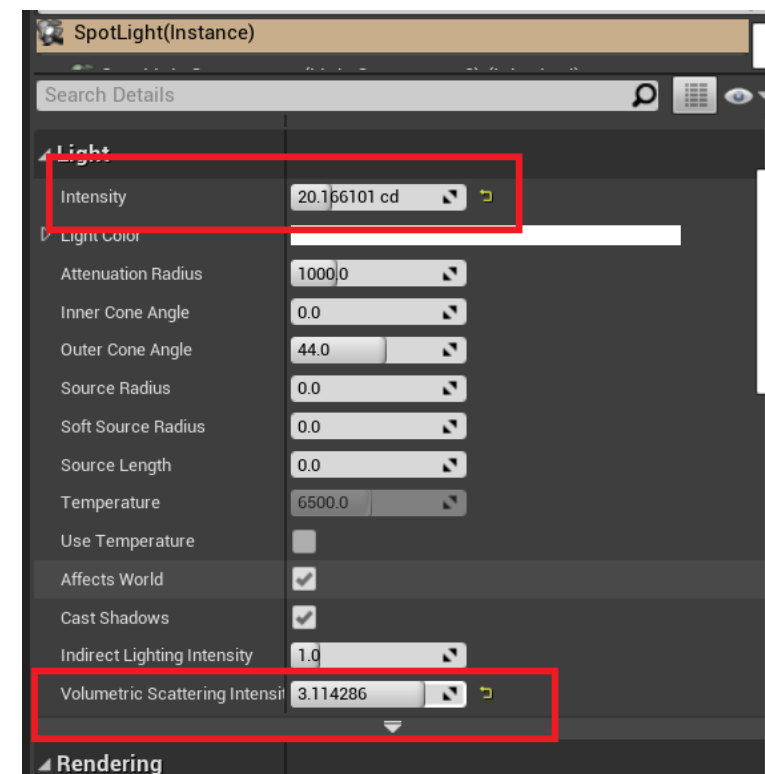 SpotLight(Instance)
Search Details
Light
Intensity 20.166101 cd
Light Color
Attenuation Radius 1000.0
Inner Cone Angle 0.0
Outer Cone Angle 44.0
Source Radius 0.0
Soft Source Radius 0.0
Source Length 0.0
Temperature 6500.0
Use Temperature
Affects World
Cast Shadows
Indirect Lighting Intensity 1.0
Volumetric Scattering Intensit 3.114286
Rendering